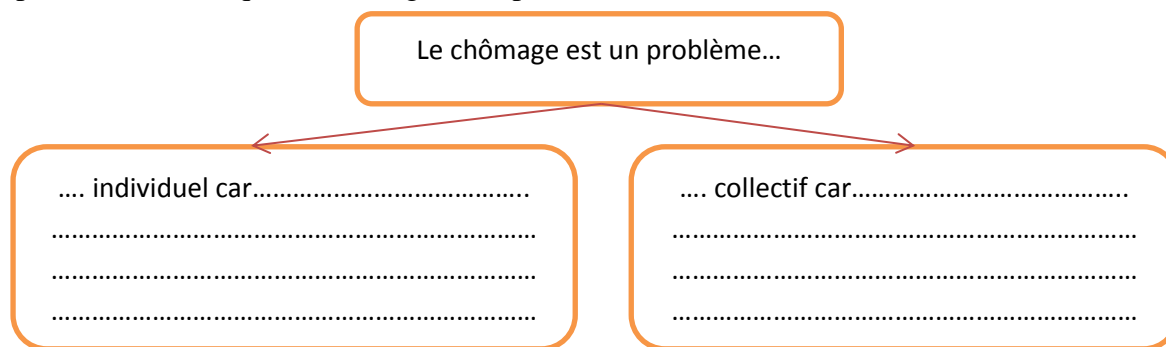 Le chômage est un problème…
…. individuel car……………………………..
………………………………………………………
………………………………………………………
………………………………………………………
…. collectif car……………………………..
………………………………………………………
………………………………………………………
………………………………………………………